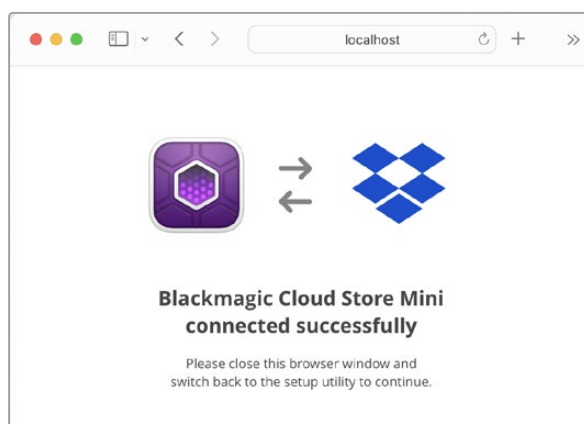 localhost
Blackmagic Cloud Store Mini
connected successfully
Please close this browser window and
switch back to the setup utility to continue.